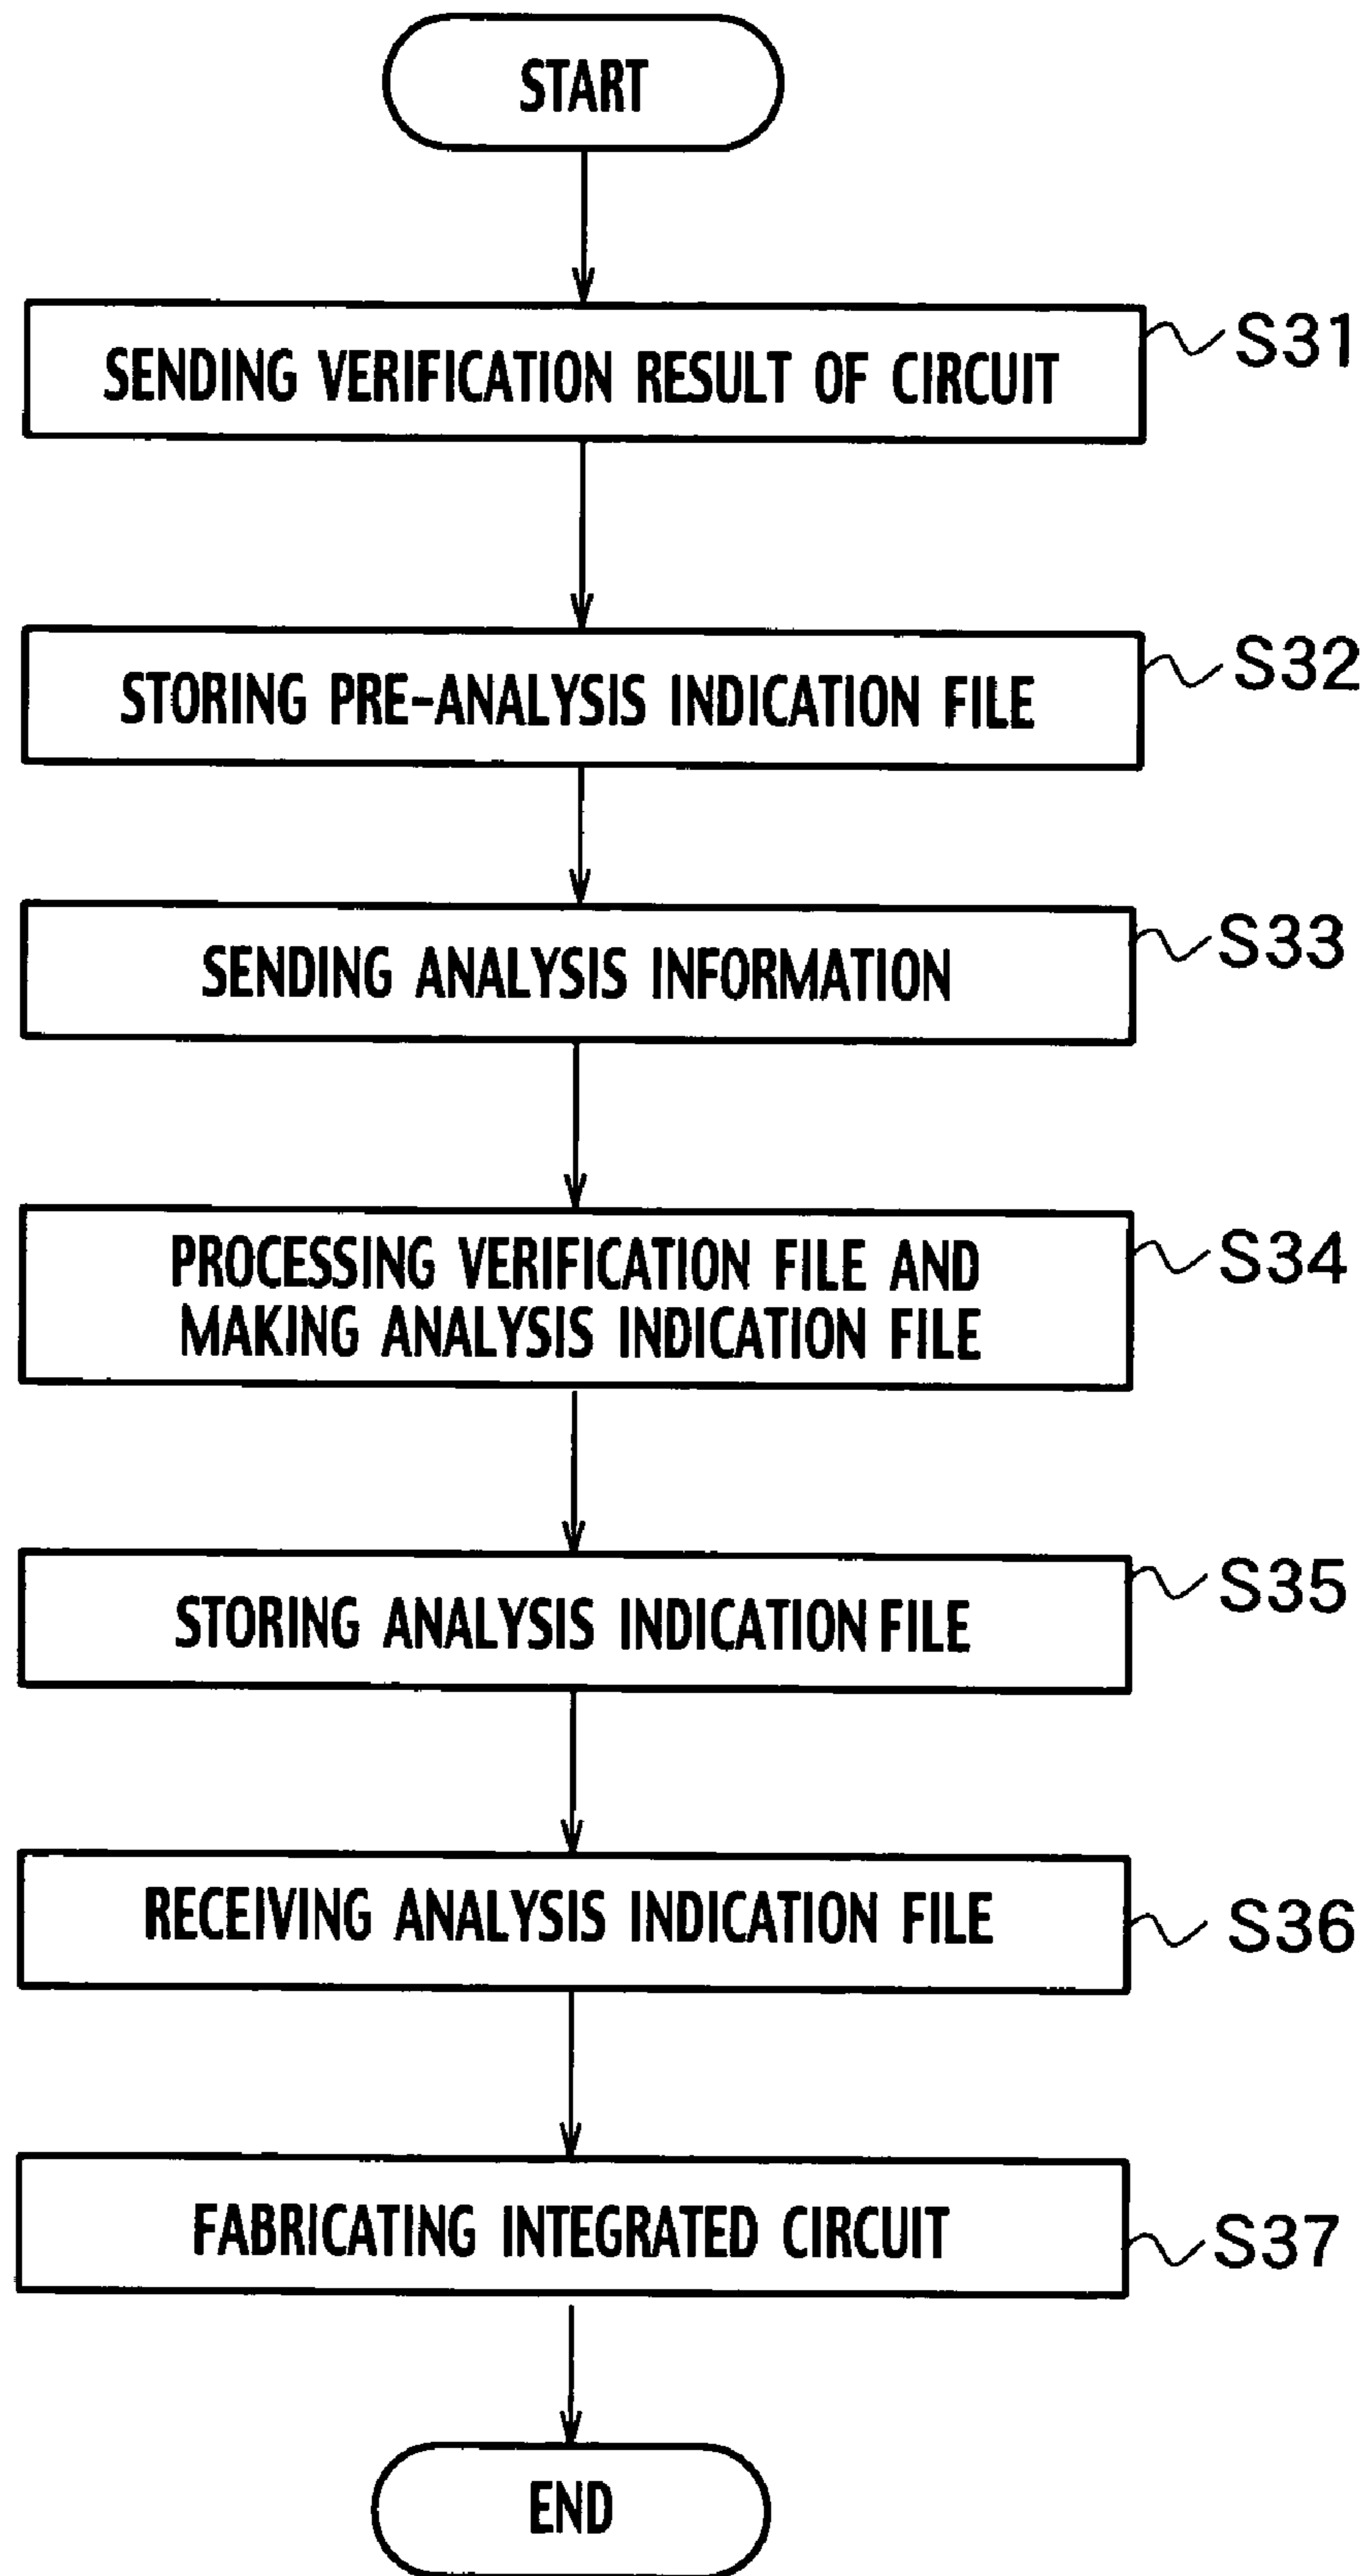 START
SENDING VERIFICATION RESULT OF CIRCUIT
S31
STORING PRE-ANALYSIS INDICATION FILE
S32
SENDING ANALYSIS INFORMATION
S33
PROCESSING VERIFICATION FILE AND
MAKING ANALYSIS INDICATION FILE
S34
STORING ANALYSIS INDICATION FILE
S35
RECEIVING ANALYSIS INDICATION FILE
S36
FABRICATING INTEGRATED CIRCUIT
S37
END